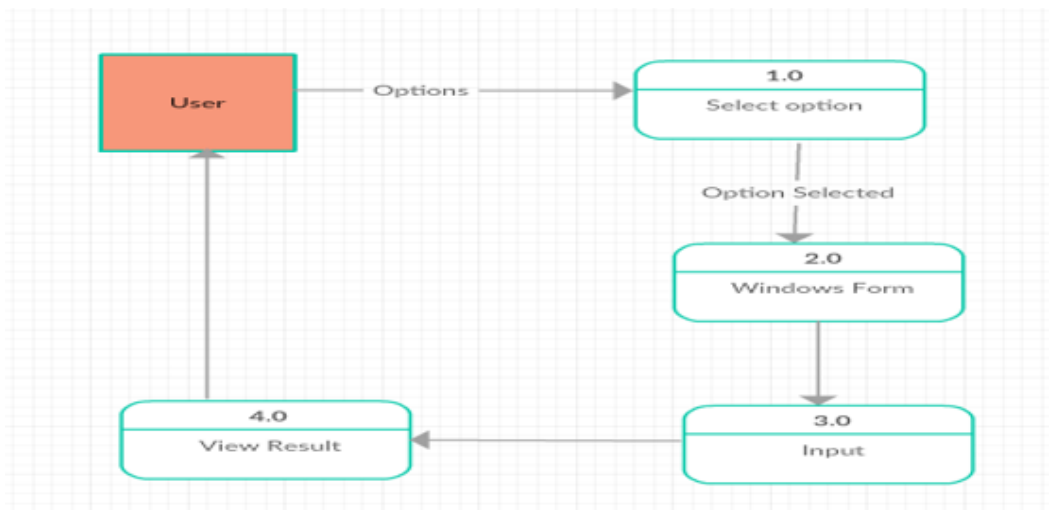 User
Options
1.0
Select option
Option Selected
2.0
Windows Form
3.0
Input
4.0
View Result